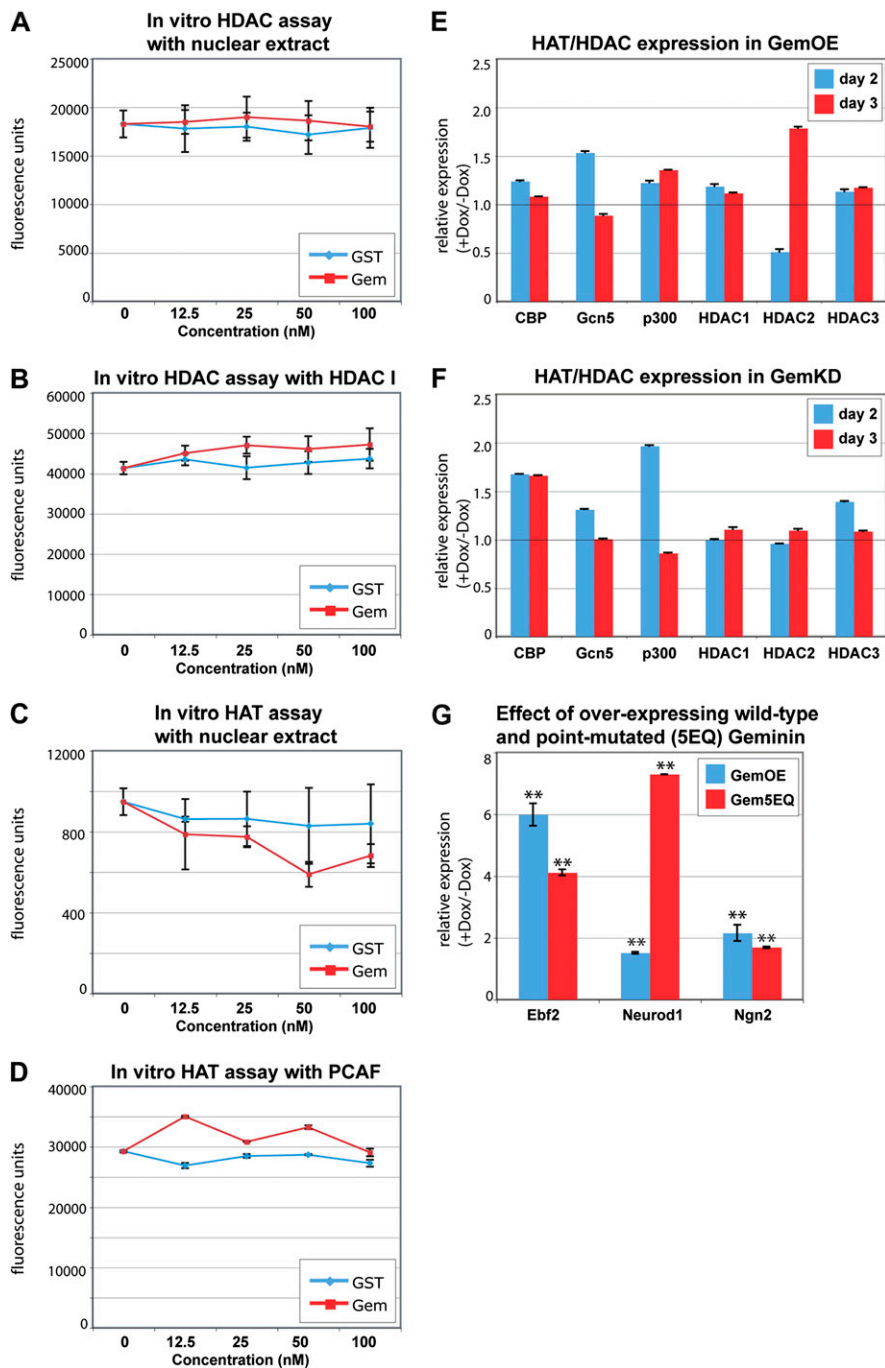 A
In vitro HDAC assay
with nuclear extract
25000
20000
15000
10000
5000
0
fluorescence units
GST
Gem
0 12.5 25 50 100
Concentration (nM)
B
In vitro HDAC assay with HDAC I
60000
50000
40000
30000
20000
10000
0
fluorescence units
GST
Gem
0 12.5 25 50 100
Concentration (nM)
C
In vitro HAT assay
with nuclear extract
12000
800
400
0
fluorescence units
GST
Gem
0 12.5 25 50 100
Concentration (nM)
D
In vitro HAT assay with PCAF
40000
30000
20000
10000
0
fluorescence units
GST
Gem
0 12.5 25 50 100
Concentration (nM)
E
HAT/HDAC expression in GemOE
2.5
2.0
1.5
1.0
0.5
0
relative expression
(+Dox/-Dox)
day 2
day 3
CBP Gcn5 p300 HDAC1 HDAC2 HDAC3
F
HAT/HDAC expression in GemKD
2.5
2.0
1.5
1.0
0.5
0
relative expression
(+Dox/-Dox)
day 2
day 3
CBP Gcn5 p300 HDAC1 HDAC2 HDAC3
G
Effect of over-expressing wild-type
and point-mutated (5EQ) Geminin
8
6
4
2
0
relative expression
(+Dox/-Dox)
GemOE
Gem5EQ
** ** ** ** ** **
Ebf2 Neurod1 Ngn2